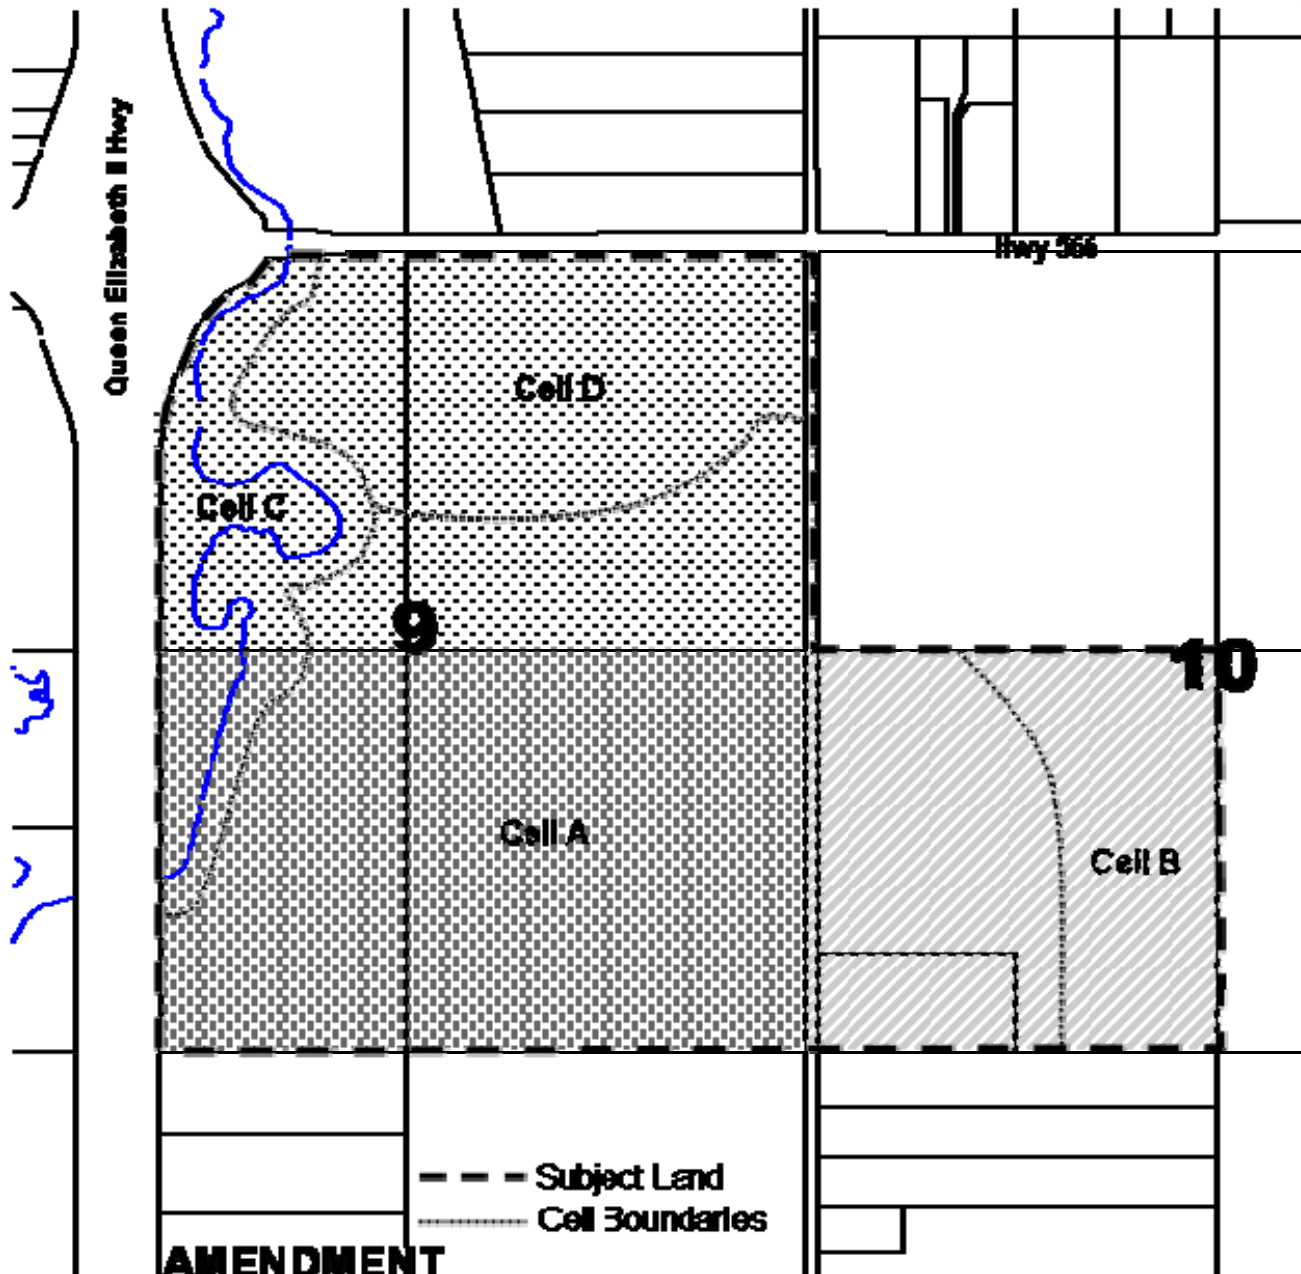 Queen Elizabeth II Hwy
Hwy 566
Cell D
Cell C
9
10
Cell A
Cell B
Subject Land
Cell Boundaries
AMENDMENT